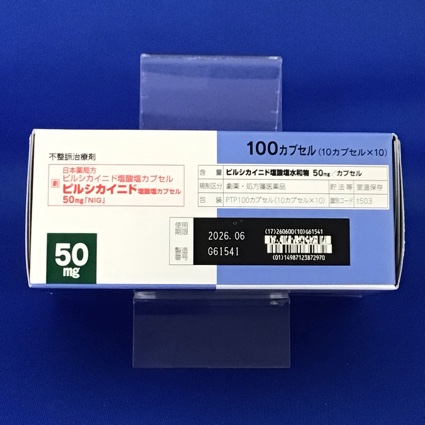 不整脈治療剤
100カプセル(10カプセル×10)
日本薬局方
ピルシカイニド塩酸塩カプセル
劇 ピルシカイニド塩酸塩カプセル
50mg「NIG」
含量 ピルシカイニド塩酸塩水和物 50mg/カプセル
規制区分 劇薬・処方箋医薬品 貯法等 室温保存
包装 PTP100カプセル(10カプセル×10) 識別コード 1503
使用期限 2026.06
製造番号 G61541
(17)260600(10)G61541
(01)14987123872970
50mg